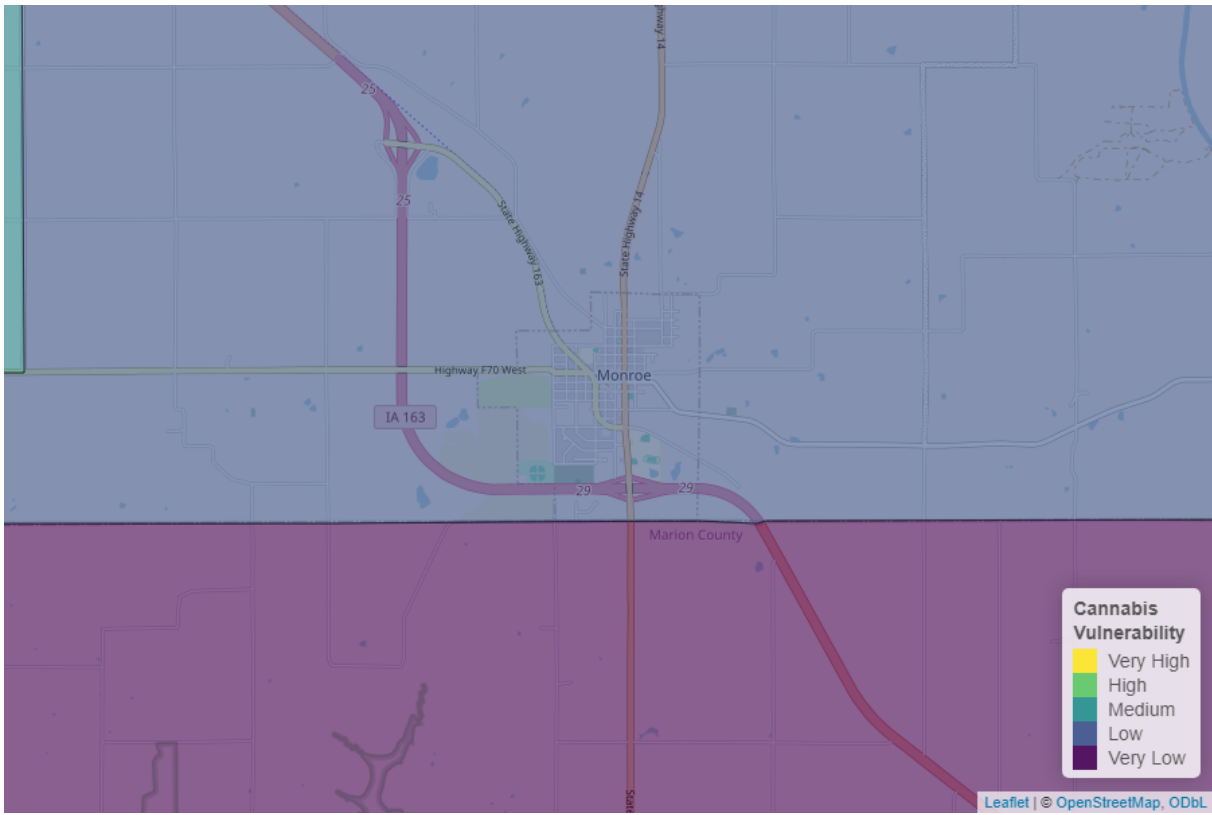 Highway 14
25
25
State Highway 163
State Highway 14
Highway F70 West
Monroe
IA 163
29
29
Marion County
State
Cannabis
Vulnerability
Very High
High
Medium
Low
Very Low
Leaflet | © OpenStreetMap, ODbL